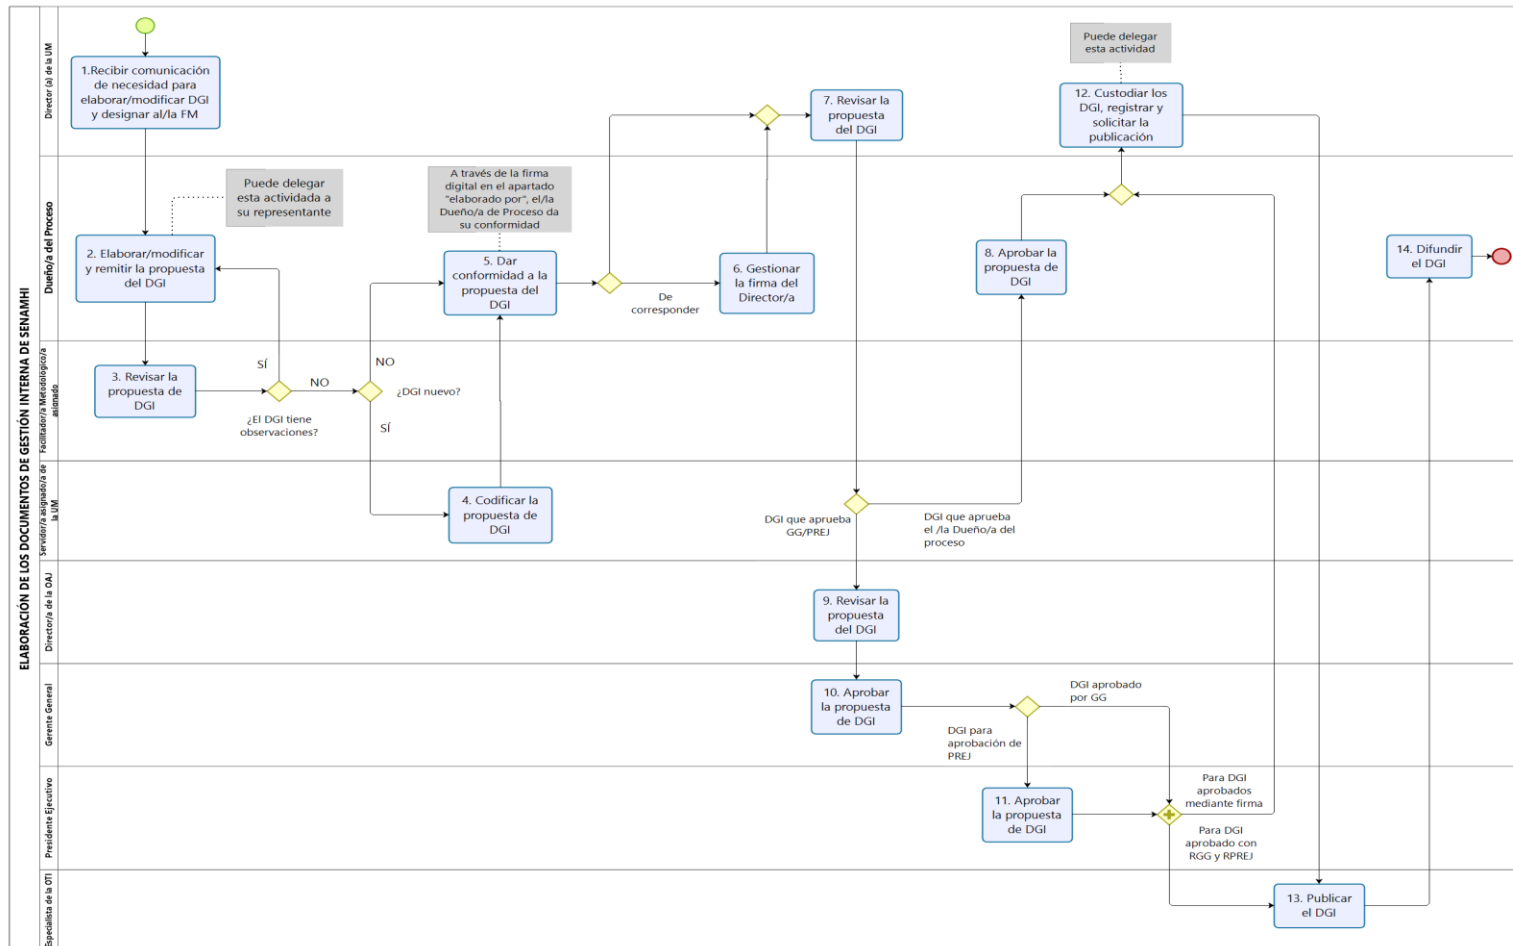 ELABORACIÓN DE LOS DOCUMENTOS DE GESTIÓN INTERNA DE SENAMHI
Director (a) de la UM
1.Recibir comunicación
de necesidad para
elaborar/modificar DGI
y designar al/la FM
7. Revisar la
propuesta
del DGI
Puede delegar
esta actividad
12. Custodiar los
DGI, registrar y
solicitar la
publicación
Dueño/a del Proceso
Puede delegar
esta actividada a
su representante
2. Elaborar/modificar
y remitir la propuesta
del DGI
A través de la firma
digital en el apartado
"elaborado por", el/la
Dueño/a de Proceso da
su conformidad
5. Dar
conformidad a la
propuesta del
DGI
De
corresponder
6. Gestionar
la firma del
Director/a
8. Aprobar la
propuesta de
DGI
14. Difundir
el DGI
Facilitador/a Metodológico/a
asignado
3. Revisar la
propuesta de
DGI
SÍ
NO
¿El DGI tiene
observaciones?
NO
¿DGI nuevo?
SÍ
Servidor/a asignado/a de
la UM
4. Codificar la
propuesta de
DGI
DGI que aprueba
GG/PREJ
DGI que aprueba
el /la Dueño/a del
proceso
Director/a de la OAJ
9. Revisar la
propuesta
del DGI
Gerente General
10. Aprobar
la propuesta
de DGI
DGI aprobado
por GG
DGI para
aprobación de
PREJ
Presidente Ejecutivo
11. Aprobar
la propuesta
de DGI
Para DGI
aprobados
mediante firma
Para DGI
aprobado con
RGG y RPREJ
Especialista de la OTI
13. Publicar
el DGI